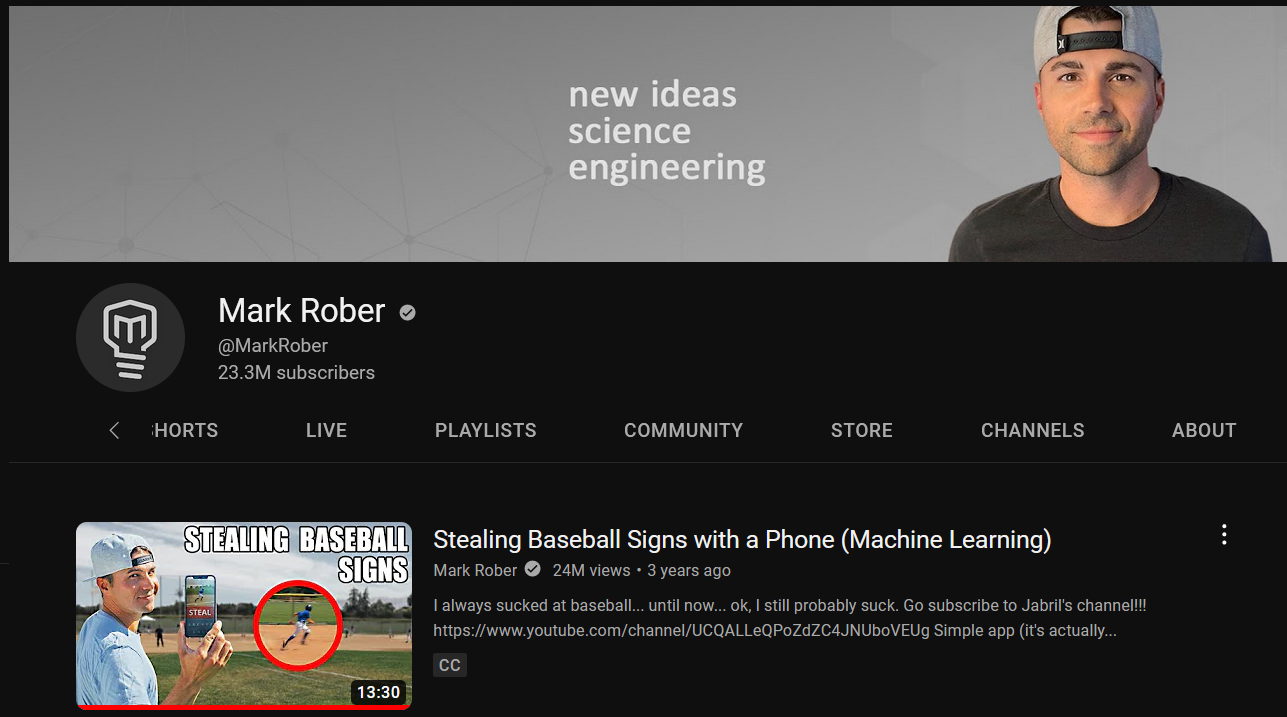 new ideas
science
engineering
Mark Rober
@MarkRober
23.3M subscribers
SHORTS LIVE PLAYLISTS COMMUNITY STORE CHANNELS ABOUT
STEALING BASEBALL
SIGNS
STEAL
13:30
Stealing Baseball Signs with a Phone (Machine Learning)
Mark Rober 24M views • 3 years ago
I always sucked at baseball... until now... ok, I still probably suck. Go subscribe to Jabril's channel!!!
https://www.youtube.com/channel/UCQALLeQPoZdZC4JNUboVEUg Simple app (it's actually...
CC